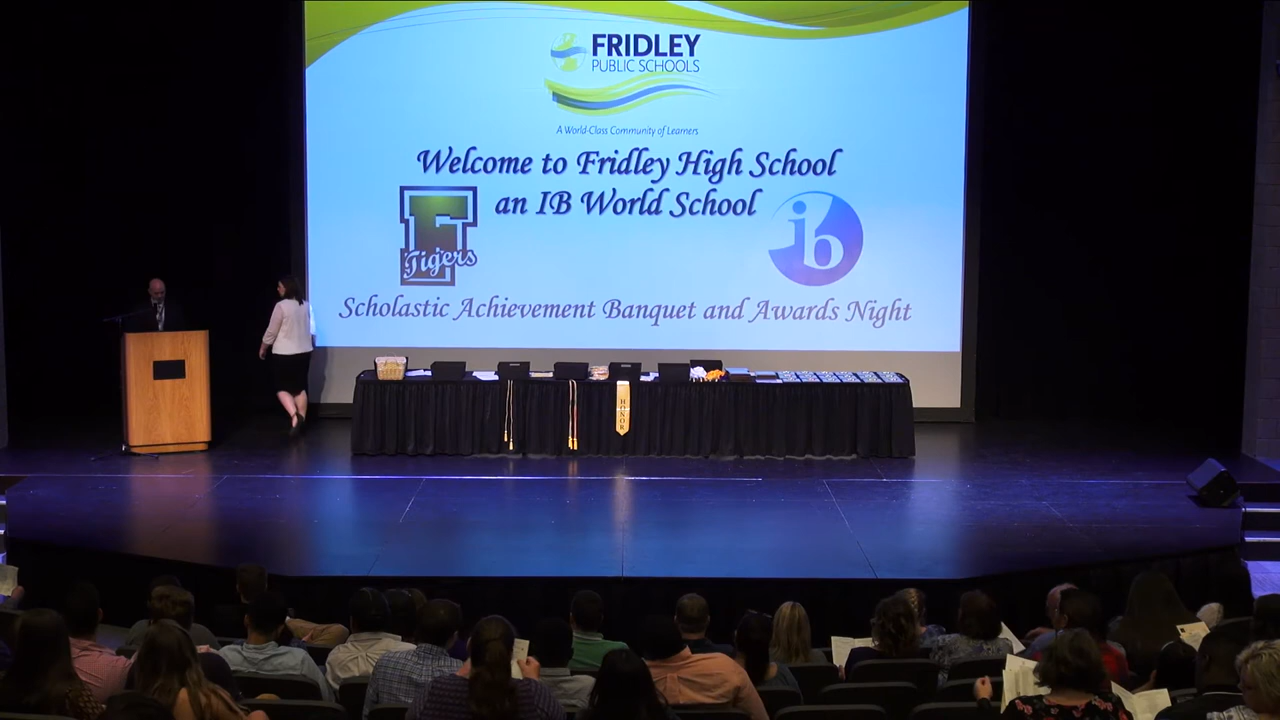 FRIDLEY
PUBLIC SCHOOLS
A World-Class Community of Learners
Welcome to Fridley High School
an IB World School
F
Tigers
ib
Scholastic Achievement Banquet and Awards Night
HONOR